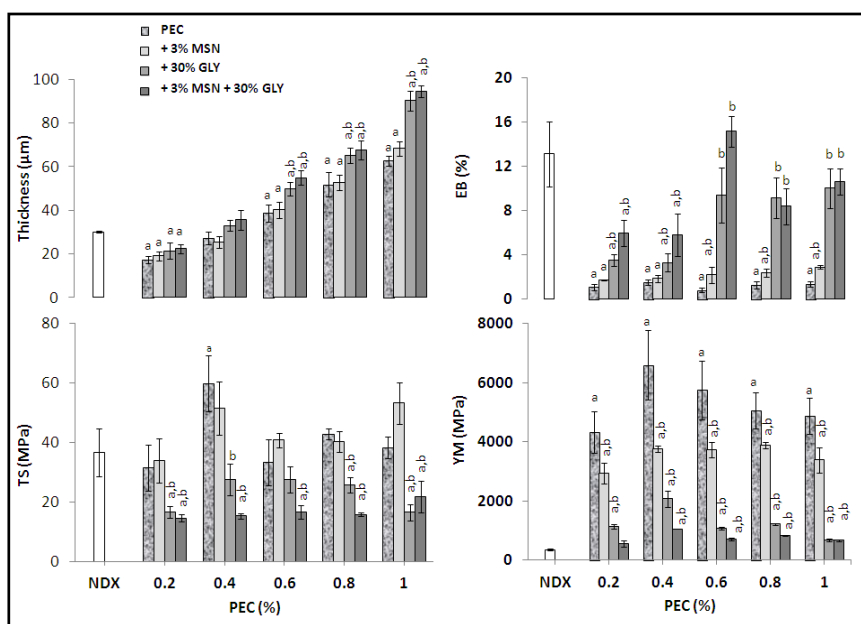 PEC
+ 3% MSN
+ 30% GLY
+ 3% MSN + 30% GLY
Thickness (µm)
100
80
60
40
20
0
a a a a
a a a,b a,b
a a a,b a,b
a a a,b a,b
EB (%)
20
16
12
8
4
0
a a a,b a,b
a a a,b a,b
a a,b b b
a a,b b b
a a,b b b
TS (MPa)
80
60
40
20
0
a,b a,b
a b a,b
a,b
a,b a,b
a,b a,b
NDX 0.2 0.4 0.6 0.8 1
PEC (%)
YM (MPa)
8000
6000
4000
2000
0
a a,b a,b a,b
a a,b a,b a,b
a a,b a,b a,b
a a,b a,b a,b
a a,b a,b a,b
NDX 0.2 0.4 0.6 0.8 1
PEC (%)